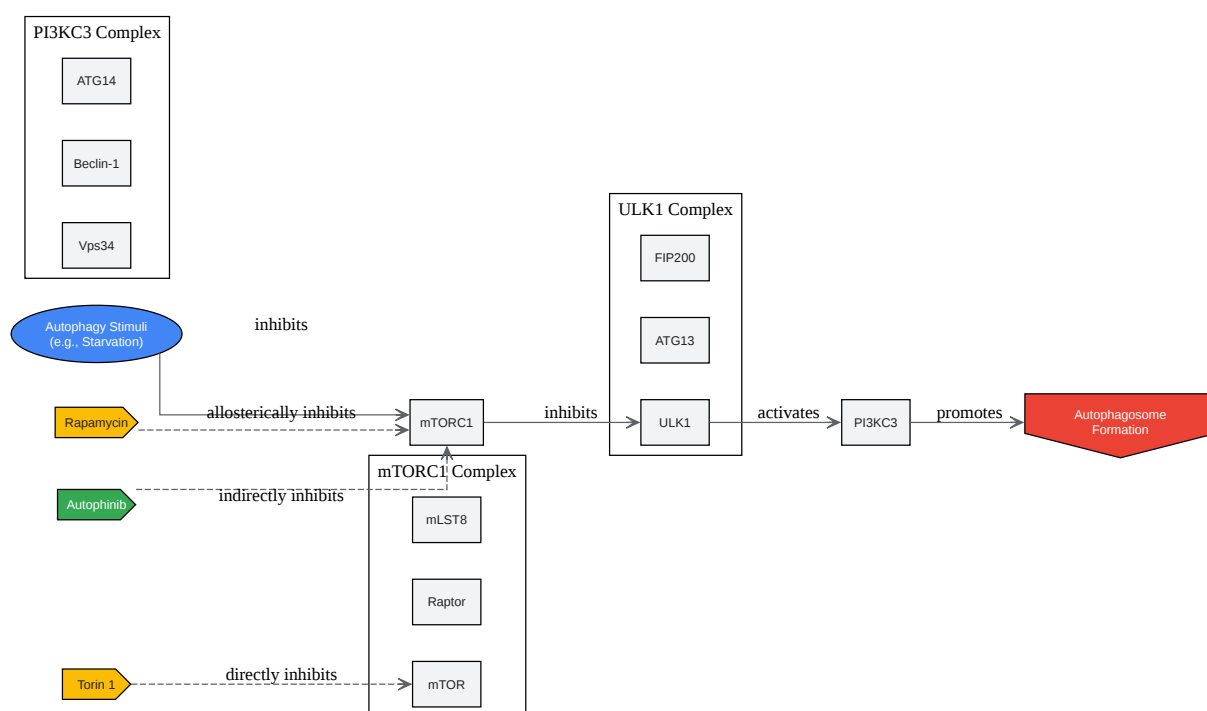 PI3KC3 Complex
ATG14
Beclin-1
Vps34
ULK1 Complex
FIP200
ATG13
ULK1
Autophagy Stimuli
(e.g., Starvation)
inhibits
Rapamycin
allosterically inhibits
mTORC1
inhibits
activates
PI3KC3
promotes
Autophagosome
Formation
Autophinib
indirectly inhibits
mTORC1 Complex
mLST8
Raptor
mTOR
Torin 1
directly inhibits